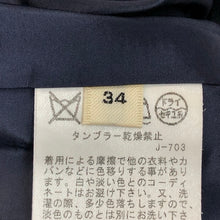 34
ドライ
セキユ系
タンブラー乾燥禁止
J-703
着用による摩擦で他の衣料やカ
バンなどに色移りする事があり
ます。白や淡い色とのコーディ
ネートはお避け下さい。又、洗
濯の際、多少色落ちしますので、
淡色のものとは別にお洗い下さ